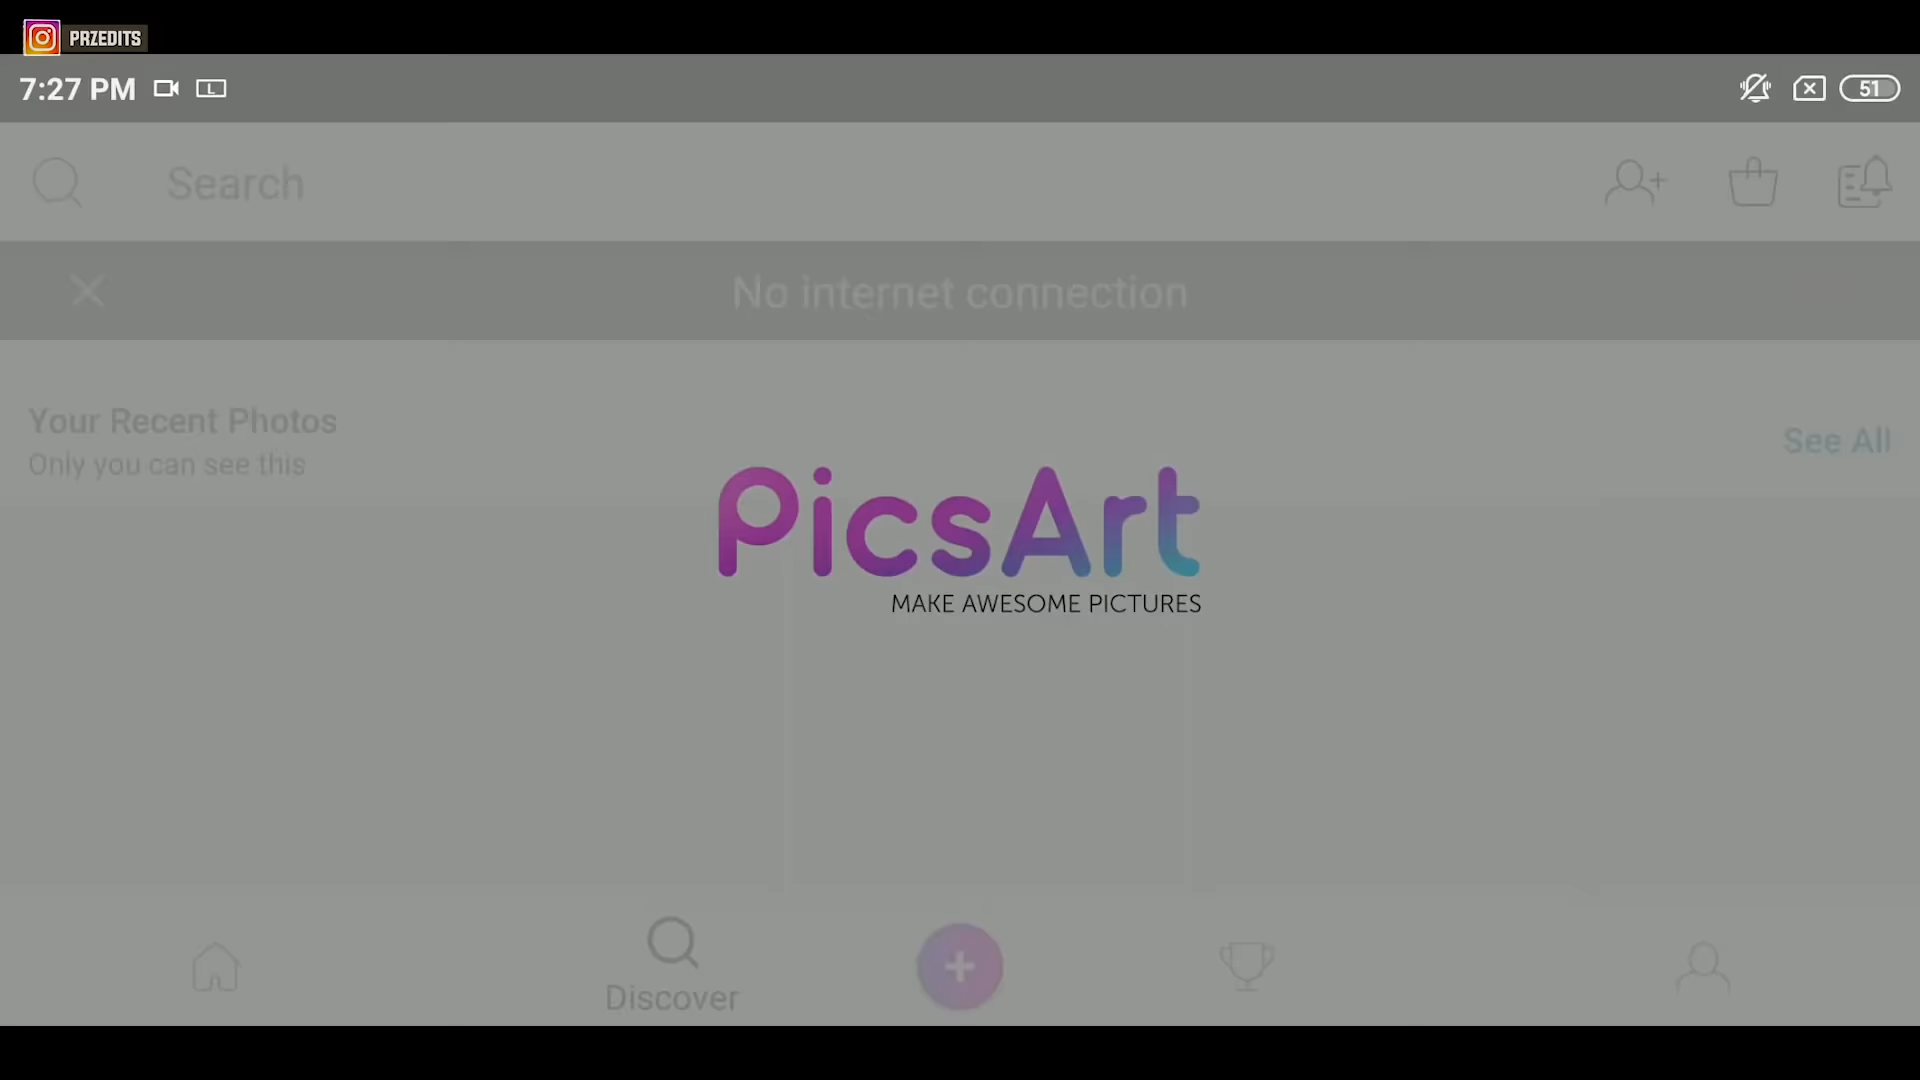 PRZEDITS
7:27 PM L 51
Search
No internet connection
Your Recent Photos
Only you can see this
See All
PicsArt
MAKE AWESOME PICTURES
Discover